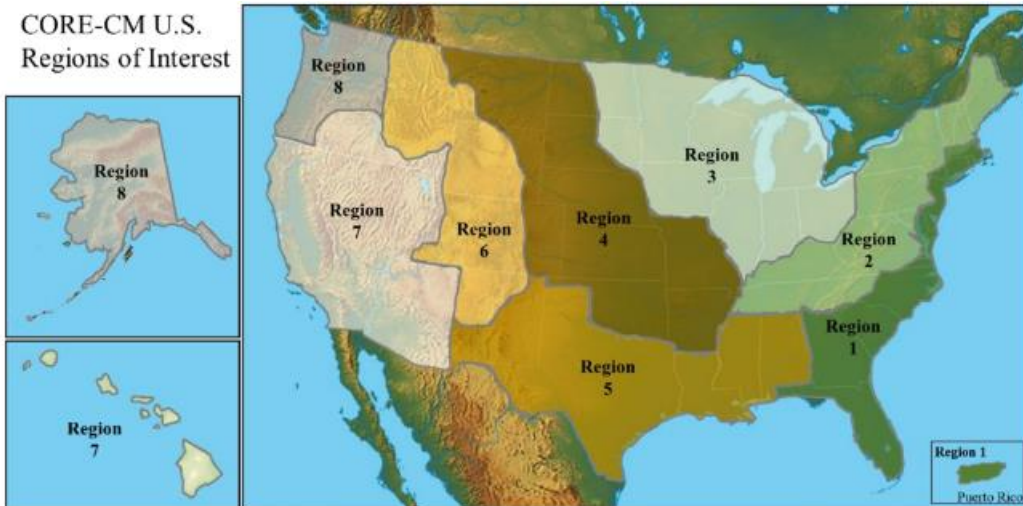 CORE-CM U.S.
Regions of Interest
Region
8
Region
7
Region
8
Region
7
Region
6
Region
4
Region
3
Region
2
Region
1
Region
5
Region 1
Puerto Rico